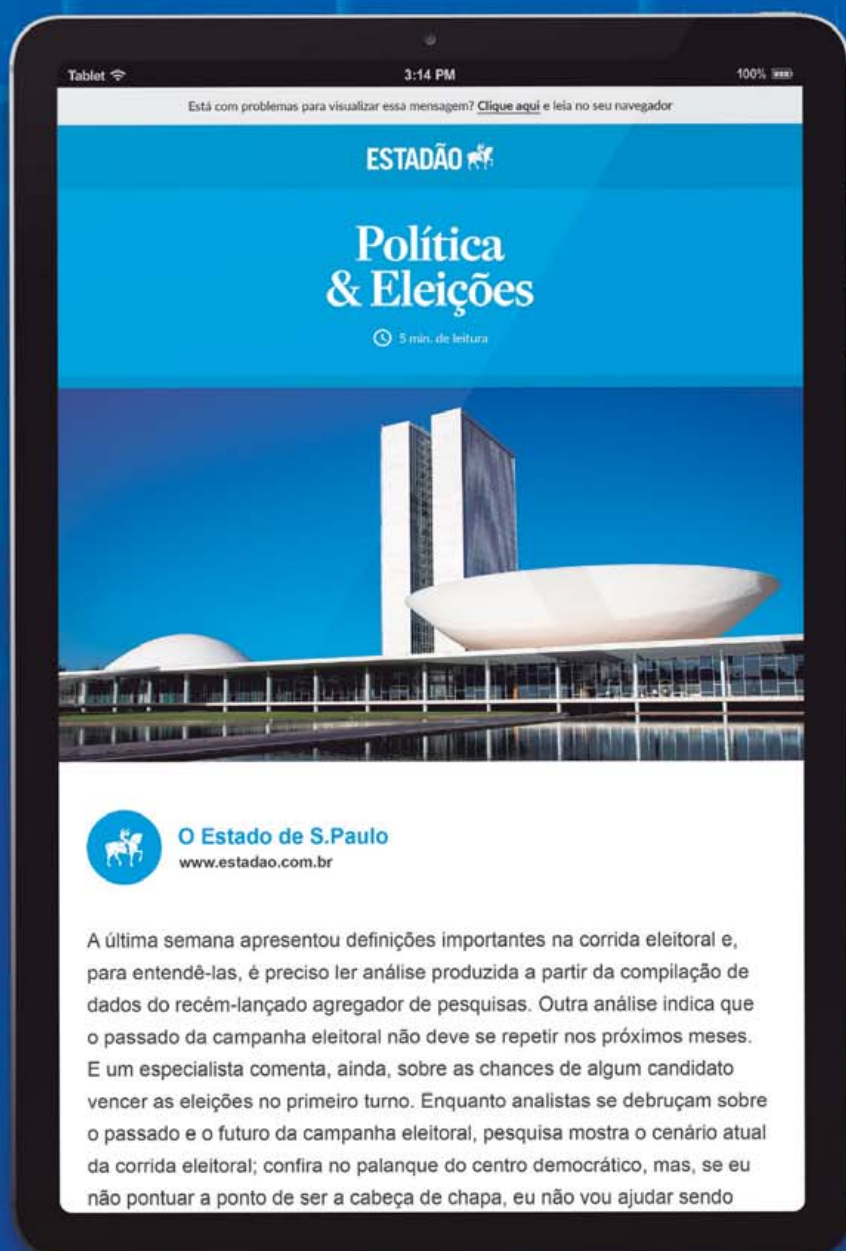 Tablet
3:14 PM
100%
Está com problemas para visualizar essa mensagem? Clique aqui e leia no seu navegador
ESTADÃO
Política
& Eleições
5 min. de leitura
O Estado de S.Paulo
www.estadao.com.br
A última semana apresentou definições importantes na corrida eleitoral e,
para entendê-las, é preciso ler análise produzida a partir da compilação de
dados do recém-lançado agregador de pesquisas. Outra análise indica que
o passado da campanha eleitoral não deve se repetir nos próximos meses.
E um especialista comenta, ainda, sobre as chances de algum candidato
vencer as eleições no primeiro turno. Enquanto analistas se debruçam sobre
o passado e o futuro da campanha eleitoral, pesquisa mostra o cenário atual
da corrida eleitoral; confira no palanque do centro democrático, mas, se eu
não pontuar a ponto de ser a cabeça de chapa, eu não vou ajudar sendo